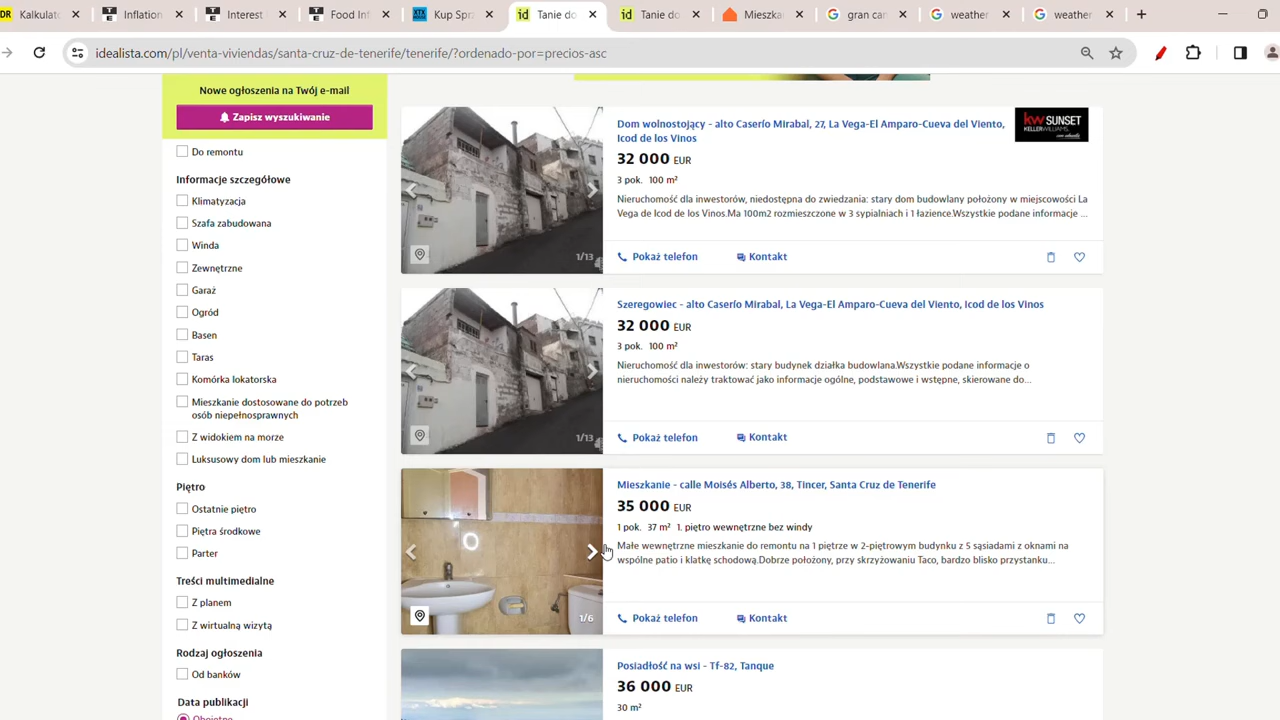 Kalkulato
Inflation
Interest
Food Inf
XTX
Kup Spr
Tanie do
Tanie do
Mieszka
gran can
weather
weather
idealista.com/pl/venta-viviendas/santa-cruz-de-tenerife/tenerife/?ordenado-por=precios-asc
Nowe ogłoszenia na Twój e-mail
Zapisz wyszukiwanie
Do remontu
Informacje szczegółowe
Klimatyzacja
Szafa zabudowana
Winda
Zewnętrzne
Garaż
Ogród
Basen
Taras
Komórka lokatorska
Mieszkanie dostosowane do potrzeb
osób niepełnosprawnych
Z widokiem na morze
Luksusowy dom lub mieszkanie
Piętro
Ostatnie piętro
Piętra środkowe
Parter
Treści multimedialne
Z planem
Z wirtualną wizytą
Rodzaj ogłoszenia
Od banków
Data publikacji
Obojętne
1/13
Dom wolnostojący - alto Caserío Mirabal, 27, La Vega-El Amparo-Cueva del Viento,
Icod de los Vinos
kw SUNSET
KELLERWILLIAMS.
32 000 EUR
3 pok. 100 m²
Nieruchomość dla inwestorów, niedostępna do zwiedzania: stary dom budowlany położony w miejscowości La
Vega de Icod de los Vinos.Ma 100m2 rozmieszczone w 3 sypialniach i 1 łazience.Wszystkie podane informacje ...
Pokaż telefon
Kontakt
1/13
Szeregowiec - alto Caserío Mirabal, La Vega-El Amparo-Cueva del Viento, Icod de los Vinos
32 000 EUR
3 pok. 100 m²
Nieruchomość dla inwestorów: stary budynek działka budowlana.Wszystkie podane informacje o
nieruchomości należy traktować jako informacje ogólne, podstawowe i wstępne, skierowane do...
Pokaż telefon
Kontakt
1/6
Mieszkanie - calle Moisés Alberto, 38, Tincer, Santa Cruz de Tenerife
35 000 EUR
1 pok. 37 m² 1. piętro wewnętrzne bez windy
Małe wewnętrzne mieszkanie do remontu na 1 piętrze w 2-piętrowym budynku z 5 sąsiadami z oknami na
wspólne patio i klatkę schodową.Dobrze położony, przy skrzyżowaniu Taco, bardzo blisko przystanku...
Pokaż telefon
Kontakt
Posiadłość na wsi - Tf-82, Tanque
36 000 EUR
30 m²